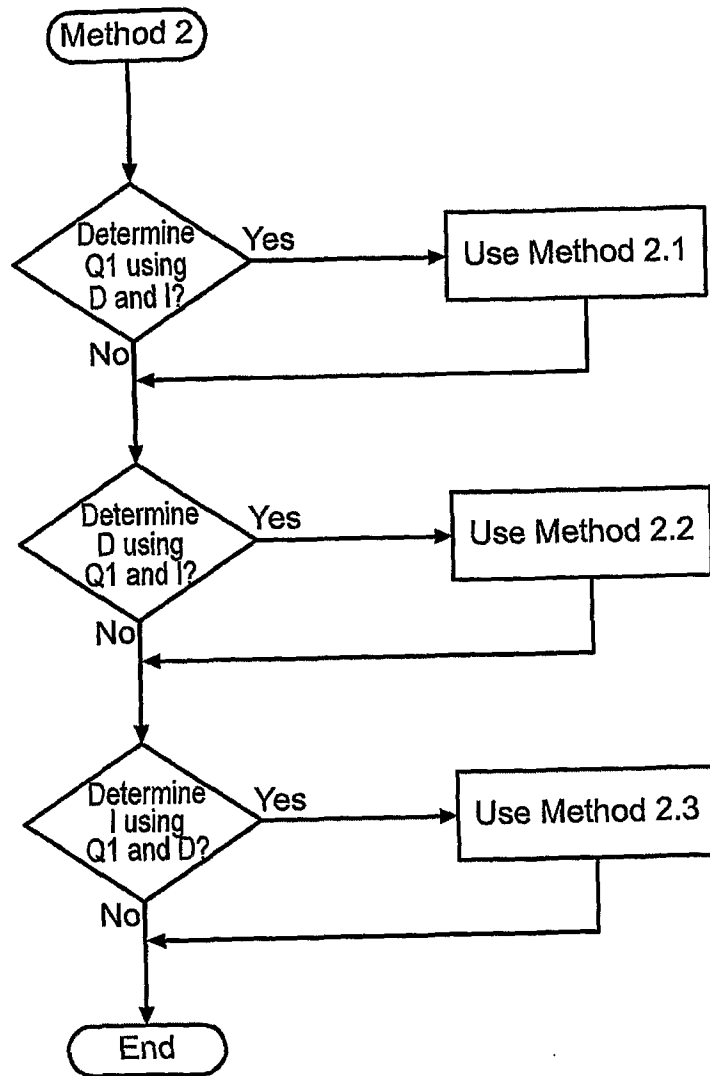 Method 2
Determine
Q1 using
D and I?
Yes
Use Method 2.1
No
Determine
D using
Q1 and I?
Yes
Use Method 2.2
No
Determine
I using
Q1 and D?
Yes
Use Method 2.3
No
End